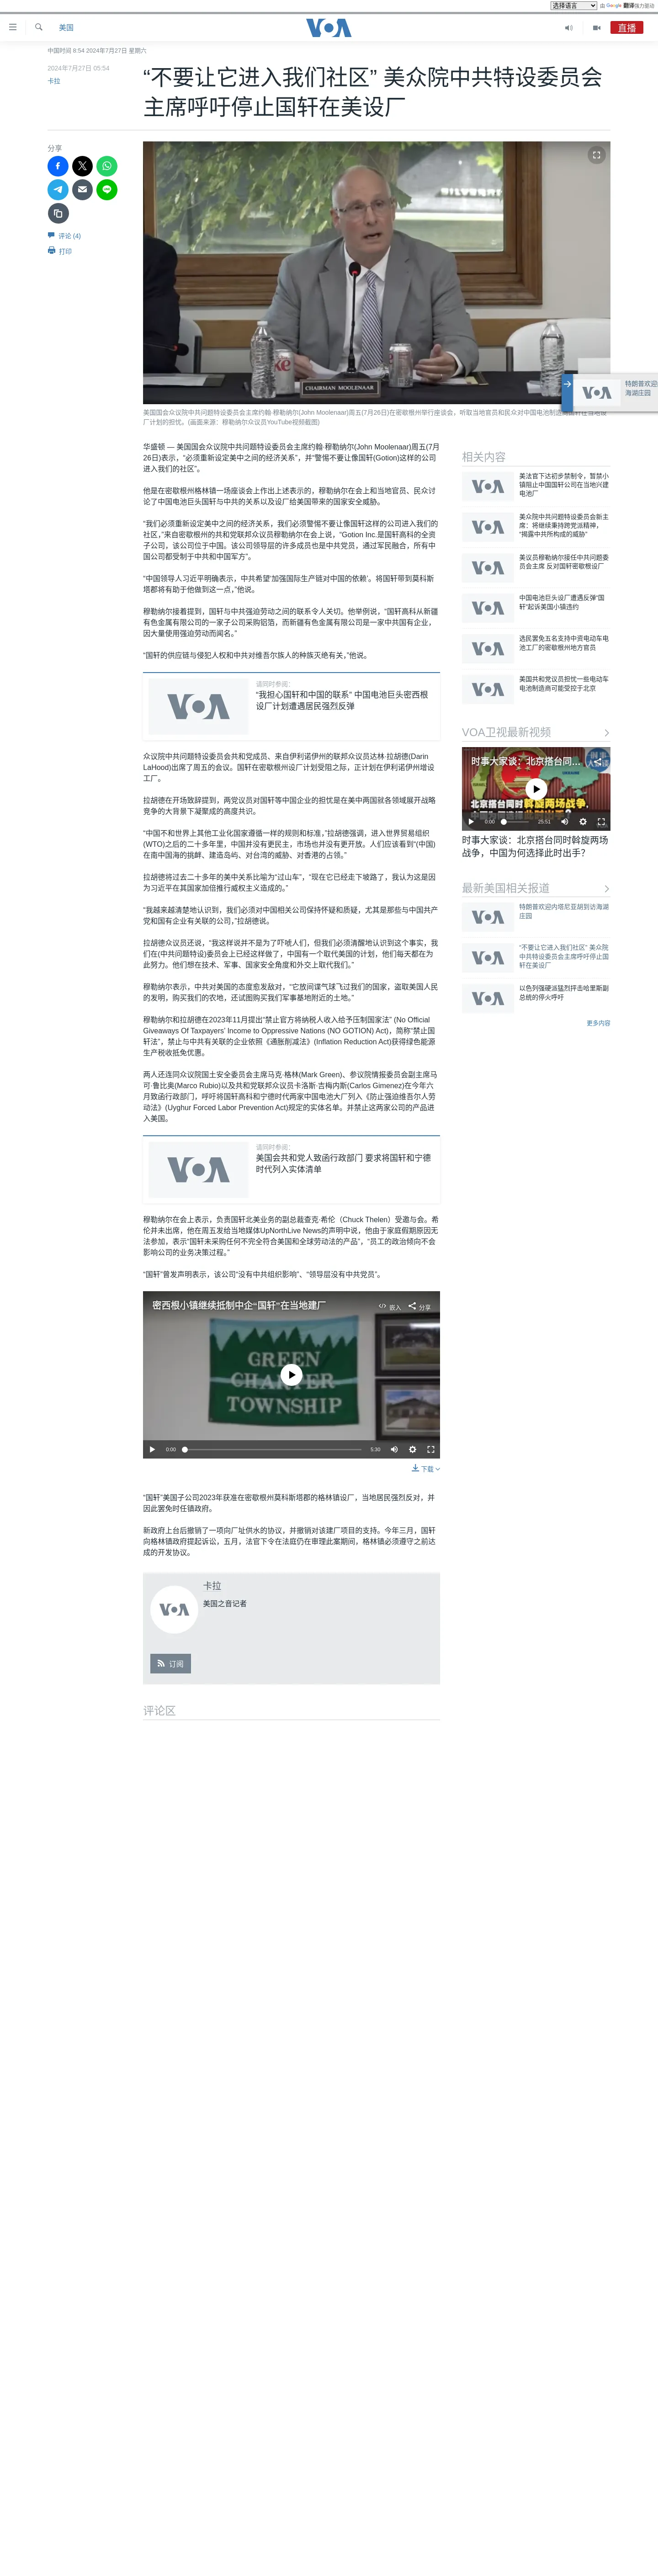 选择语言 由 Google 翻译强力驱动
美国
VOA
直播
中国时间 6:54 2024年7月27日 星期六
2024年7月27日 05:54
卡拉
“不要让它进入我们社区” 美众院中共特设委员会
主席呼吁停止国轩在美设厂
分享
评论 (4)
打印
CHAIRMAN MOOLENAAR
特朗普欢迎
海湖庄园
美国国会众议院中共问题特设委员会主席约翰·穆勒纳尔(John Moolenaar)周五(7月26日)在密歇根州举行座谈会，听取当地官员和民众对中国电池制造商国轩在当地设
厂计划的担忧。(画面来源：穆勒纳尔众议员YouTube视频截图)
华盛顿 — 美国国会众议院中共问题特设委员会主席约翰·穆勒纳尔(John Moolenaar)周五(7月
26日)表示，“必须重新设定美中之间的经济关系”，并“警惕不要让像国轩(Gotion)这样的公司
进入我们的社区”。
他是在密歇根州格林镇一场座谈会上作出上述表示的，穆勒纳尔在会上和当地官员、民众讨
论了中国电池巨头国轩与中共的关系以及设厂给美国带来的国家安全威胁。
“我们必须重新设定美中之间的经济关系，我们必须警惕不要让像国轩这样的公司进入我们的
社区，”来自密歇根州的共和党联邦众议员穆勒纳尔在会上说，“Gotion Inc.是国轩高科的全资
子公司，该公司位于中国。该公司领导层的许多成员也是中共党员，通过军民融合，所有中
国公司都受制于中共和中国军方”。
“中国领导人习近平明确表示，中共希望‘加强国际生产链对中国的依赖’。将国轩带到莫科斯
塔郡将有助于他做到这一点，”他说。
穆勒纳尔接着提到，国轩与中共强迫劳动之间的联系令人关切。他举例说，“国轩高科从新疆
有色金属有限公司的一家子公司采购铝箔，而新疆有色金属有限公司是一家中共国有企业，
因大量使用强迫劳动而闻名。”
“国轩的供应链与侵犯人权和中共对维吾尔族人的种族灭绝有关，”他说。
请同时参阅：
VOA
“我担心国轩和中国的联系” 中国电池巨头密西根
设厂计划遭遇居民强烈反弹
众议院中共问题特设委员会共和党成员、来自伊利诺伊州的联邦众议员达林·拉胡德(Darin
LaHood)出席了周五的会议。国轩在密歇根州设厂计划受阻之际，正计划在伊利诺伊州增设
工厂。
拉胡德在开场致辞提到，两党议员对国轩等中国企业的担忧是在美中两国就各领域展开战略
竞争的大背景下凝聚成的高度共识。
“中国不和世界上其他工业化国家遵循一样的规则和标准，”拉胡德强调，进入世界贸易组织
(WTO)之后的二十多年里，中国并没有更民主，市场也并没有更开放。人们应该看到“(中国)
在南中国海的挑衅、建造岛屿、对台湾的威胁、对香港的占领。”
拉胡德将过去二十多年的美中关系比喻为“过山车”，“现在它已经走下坡路了，我认为这是因
为习近平在其国家加倍推行威权主义造成的。”
“我越来越清楚地认识到，我们必须对中国相关公司保持怀疑和质疑，尤其是那些与中国共产
党和国有企业有关联的公司，”拉胡德说。
拉胡德众议员还说，“我这样说并不是为了吓唬人们，但我们必须清醒地认识到这个事实，我
们在(中共问题特设)委员会上已经这样做了，中国有一个取代美国的计划，他们每天都在为
此努力。他们想在技术、军事、国家安全角度和外交上取代我们。”
穆勒纳尔表示，中共对美国的态度愈发敌对，“它放间谍气球飞过我们的国家，盗取美国人民
的发明，购买我们的农地，还试图购买我们军事基地附近的土地。”
穆勒纳尔和拉胡德在2023年11月提出“禁止官方将纳税人收入给予压制国家法” (No Official
Giveaways Of Taxpayers’ Income to Oppressive Nations (NO GOTION) Act)，简称“禁止国
轩法”，禁止与中共有关联的企业依照《通胀削减法》(Inflation Reduction Act)获得绿色能源
生产税收抵免优惠。
两人还连同众议院国土安全委员会主席马克·格林(Mark Green)、参议院情报委员会副主席马
可·鲁比奥(Marco Rubio)以及共和党联邦众议员卡洛斯·吉梅内斯(Carlos Gimenez)在今年六
月致函行政部门，呼吁将国轩高科和宁德时代两家中国电池大厂列入《防止强迫维吾尔人劳
动法》(Uyghur Forced Labor Prevention Act)规定的实体名单。并禁止这两家公司的产品进
入美国。
请同时参阅：
VOA
美国会共和党人致函行政部门 要求将国轩和宁德
时代列入实体清单
穆勒纳尔在会上表示，负责国轩北美业务的副总裁查克·希伦（Chuck Thelen）受邀与会。希
伦并未出席，他在周五发给当地媒体UpNorthLive News的声明中说，他由于家庭假期原因无
法参加，表示“国轩未采购任何不完全符合美国和全球劳动法的产品”，“员工的政治倾向不会
影响公司的业务决策过程。”
“国轩”曾发声明表示，该公司“没有中共组织影响”、“领导层没有中共党员”。
密西根小镇继续抵制中企“国轩”在当地建厂
嵌入 分享
GREEN
CHARTER
TOWNSHIP
0:00 5:30
下载
“国轩”美国子公司2023年获准在密歇根州莫科斯塔郡的格林镇设厂，当地居民强烈反对，并
因此罢免时任镇政府。
新政府上台后撤销了一项向厂址供水的协议，并撤销对该建厂项目的支持。今年三月，国轩
向格林镇政府提起诉讼，五月，法官下令在法庭仍在审理此案期间，格林镇必须遵守之前达
成的开发协议。
VOA
卡拉
美国之音记者
订阅
评论区
相关内容
美法官下达初步禁制令，暂禁小
镇阻止中国国轩公司在当地兴建
电池厂
美众院中共问题特设委员会新主
席：将继续秉持跨党派精神，
“揭露中共所构成的威胁”
美议员穆勒纳尔接任中共问题委
员会主席 反对国轩密歇根设厂
中国电池巨头设厂遭遇反弹“国
轩”起诉美国小镇违约
选民罢免五名支持中资电动车电
池工厂的密歇根州地方官员
美国共和党议员担忧一些电动车
电池制造商可能受控于北京
VOA卫视最新视频
时事大家谈：北京搭台同...
北京搭台同时斡旋两场战争，
0:00 25:51
时事大家谈：北京搭台同时斡旋两场
战争，中国为何选择此时出手？
最新美国相关报道
特朗普欢迎内塔尼亚胡到访海湖
庄园
“不要让它进入我们社区” 美众院
中共特设委员会主席呼吁停止国
轩在美设厂
以色列强硬派猛烈抨击哈里斯副
总统的停火呼吁
更多内容